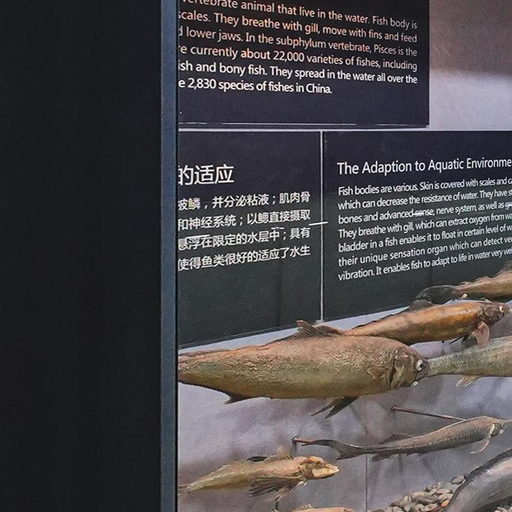 vertebrate animal that live in the water. Fish body is
scales. They breathe with gill, move with fins and feed
lower jaws. In the subphylum vertebrate, Pisces is the
currently about 22,000 varieties of fishes, including
fish and bony fish. They spread in the water all over the
2,830 species of fishes in China.
的适应
鳞，并分泌粘液；肌肉骨
和神经系统；以鳃直接摄取
悬浮在限定的水层中；具有
使得鱼类很好的适应了水生
The Adaption to Aquatic Environme
Fish bodies are various. Skin is covered with scales and
which can decrease the resistance of water. They have
bones and advanced sense, nerve system, as well as
They breathe with gill, which can extract oxygen from
bladder in a fish enables it to float in certain level of
their unique sensation organ which can detect
vibration. It enables fish to adapt to life in water very